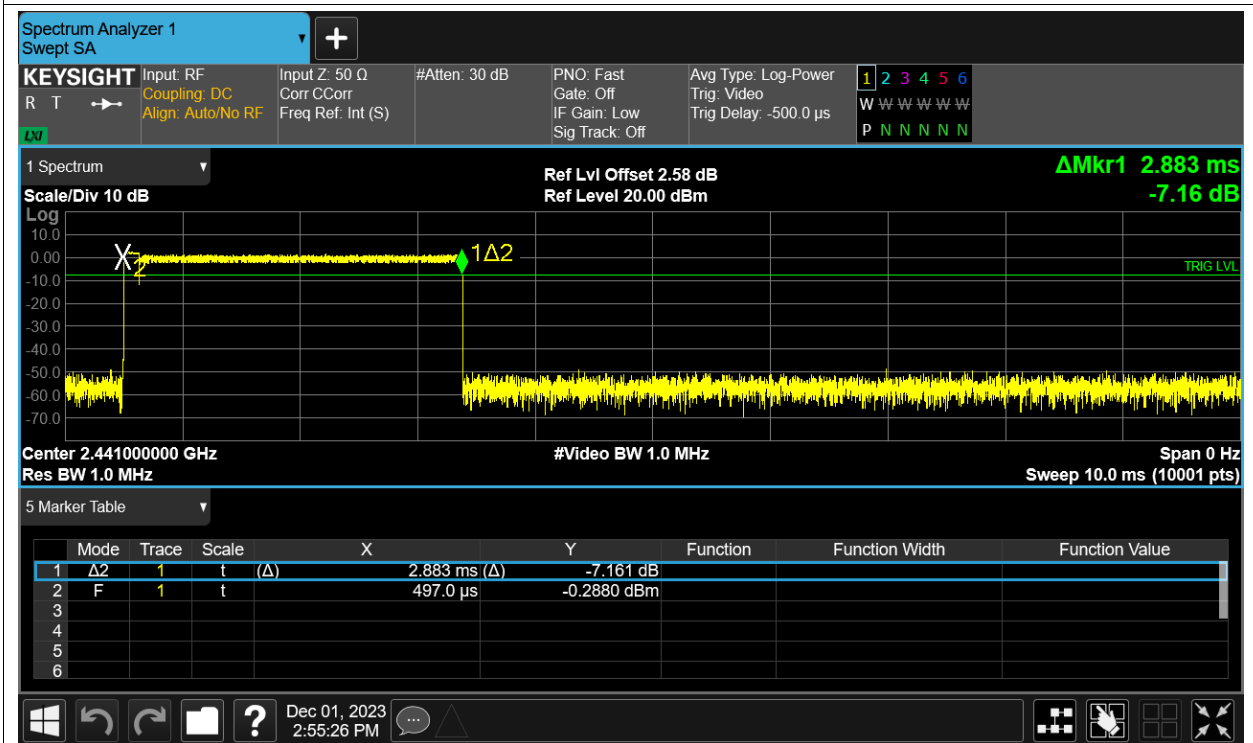 Spectrum Analyzer 1
Swept SA
KEYSIGHT Input: RF Input Z: 50 Ω #Atten: 30 dB PNO: Fast Avg Type: Log-Power 1 2 3 4 5 6
R T Coupling: DC Corr CCorr Gate: Off Trig: Video
Align: Auto/No RF Freq Ref: Int (S) IF Gain: Low Trig Delay: -500.0 µs W W W W W W
LXI Sig Track: Off P N N N N N
1 Spectrum Ref Lvl Offset 2.58 dB ΔMkr1 2.883 ms
Scale/Div 10 dB Ref Level 20.00 dBm -7.16 dB
Log
10.0
0.00 X 2 1Δ2
TRIG LVL
-10.0
-20.0
-30.0
-40.0
-50.0
-60.0
-70.0
Center 2.441000000 GHz #Video BW 1.0 MHz Span 0 Hz
Res BW 1.0 MHz Sweep 10.0 ms (10001 pts)
5 Marker Table
Mode Trace Scale X Y Function Function Width Function Value
1 Δ2 1 t (Δ) 2.883 ms (Δ) -7.161 dB
2 F 1 t 497.0 µs -0.2880 dBm
3
4
5
6
? Dec 01, 2023
2:55:26 PM